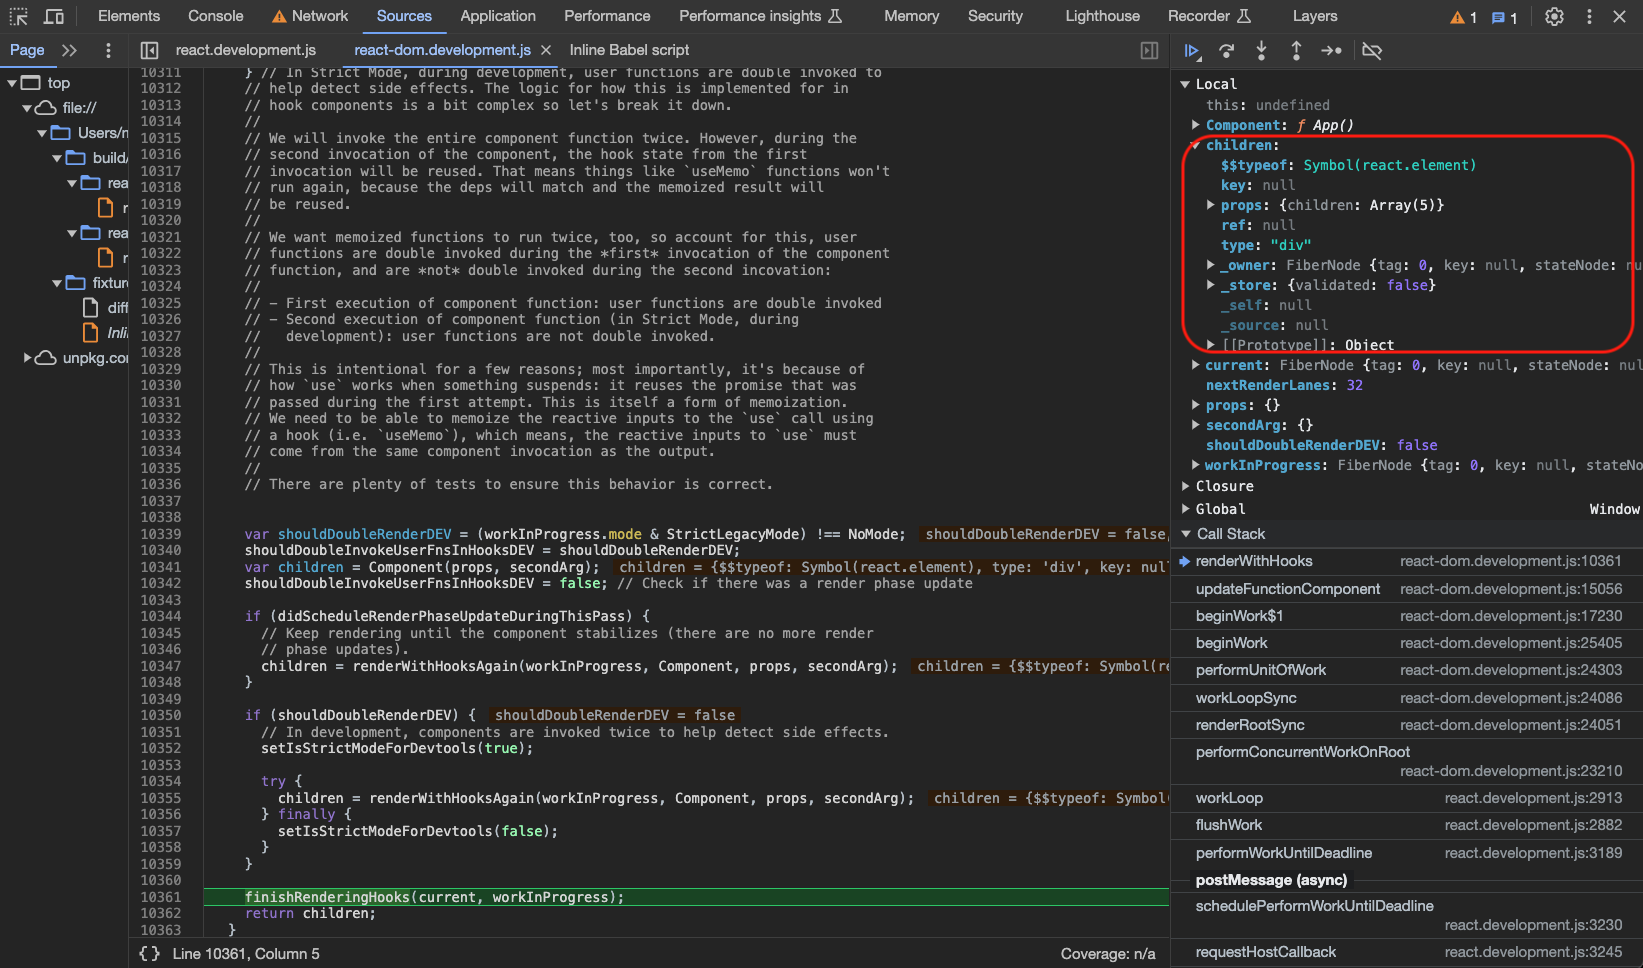 Elements Console Network Sources Application Performance Performance insights Memory Security Lighthouse Recorder Layers 1 1
Page react.development.js react-dom.development.js Inline Babel script
top
file://
Users/n
build/
rea
r
rea
r
fixture
diff
Inli
unpkg.co
10311 } // In Strict Mode, during development, user functions are double invoked to
10312 // help detect side effects. The logic for how this is implemented for in
10313 // hook components is a bit complex so let's break it down.
10314 //
10315 // We will invoke the entire component function twice. However, during the
10316 // second invocation of the component, the hook state from the first
10317 // invocation will be reused. That means things like `useMemo` functions won't
10318 // run again, because the deps will match and the memoized result will
10319 // be reused.
10320 //
10321 // We want memoized functions to run twice, too, so account for this, user
10322 // functions are double invoked during the *first* invocation of the component
10323 // function, and are *not* double invoked during the second incovation:
10324 //
10325 // - First execution of component function: user functions are double invoked
10326 // - Second execution of component function (in Strict Mode, during
10327 //   development): user functions are not double invoked.
10328 //
10329 // This is intentional for a few reasons; most importantly, it's because of
10330 // how `use` works when something suspends: it reuses the promise that was
10331 // passed during the first attempt. This is itself a form of memoization.
10332 // We need to be able to memoize the reactive inputs to the `use` call using
10333 // a hook (i.e. `useMemo`), which means, the reactive inputs to `use` must
10334 // come from the same component invocation as the output.
10335 //
10336 // There are plenty of tests to ensure this behavior is correct.
10337
10338
10339 var shouldDoubleRenderDEV = (workInProgress.mode & StrictLegacyMode) !== NoMode; shouldDoubleRenderDEV = false,
10340 shouldDoubleInvokeUserFnsInHooksDEV = shouldDoubleRenderDEV;
10341 var children = Component(props, secondArg); children = {$$typeof: Symbol(react.element), type: 'div', key: null
10342 shouldDoubleInvokeUserFnsInHooksDEV = false; // Check if there was a render phase update
10343
10344 if (didScheduleRenderPhaseUpdateDuringThisPass) {
10345 // Keep rendering until the component stabilizes (there are no more render
10346 // phase updates).
10347 children = renderWithHooksAgain(workInProgress, Component, props, secondArg); children = {$$typeof: Symbol(re
10348 }
10349
10350 if (shouldDoubleRenderDEV) { shouldDoubleRenderDEV = false
10351 // In development, components are invoked twice to help detect side effects.
10352 setIsStrictModeForDevtools(true);
10353
10354 try {
10355 children = renderWithHooksAgain(workInProgress, Component, props, secondArg); children = {$$typeof: Symbol(
10356 } finally {
10357 setIsStrictModeForDevtools(false);
10358 }
10359 }
10360
10361 finishRenderingHooks(current, workInProgress);
10362 return children;
10363 }
{} Line 10361, Column 5 Coverage: n/a
Local
this: undefined
Component: ƒ App()
children:
$$typeof: Symbol(react.element)
key: null
props: {children: Array(5)}
ref: null
type: "div"
_owner: FiberNode {tag: 0, key: null, stateNode: nu
_store: {validated: false}
_self: null
_source: null
[[Prototype]]: Object
current: FiberNode {tag: 0, key: null, stateNode: nul
nextRenderLanes: 32
props: {}
secondArg: {}
shouldDoubleRenderDEV: false
workInProgress: FiberNode {tag: 0, key: null, stateNo
Closure
Global Window
Call Stack
renderWithHooks react-dom.development.js:10361
updateFunctionComponent react-dom.development.js:15056
beginWork$1 react-dom.development.js:17230
beginWork react-dom.development.js:25405
performUnitOfWork react-dom.development.js:24303
workLoopSync react-dom.development.js:24086
renderRootSync react-dom.development.js:24051
performConcurrentWorkOnRoot
react-dom.development.js:23210
workLoop react.development.js:2913
flushWork react.development.js:2882
performWorkUntilDeadline react.development.js:3189
postMessage (async)
schedulePerformWorkUntilDeadline
react.development.js:3230
requestHostCallback react.development.js:3245